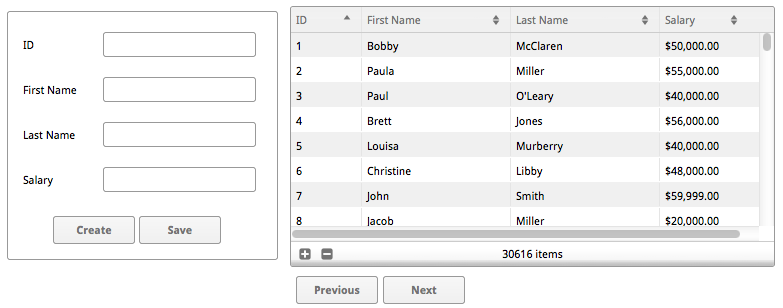 ID
First Name
Last Name
Salary
Create Save
ID First Name Last Name Salary
1 Bobby McClaren $50,000.00
2 Paula Miller $55,000.00
3 Paul O'Leary $40,000.00
4 Brett Jones $56,000.00
5 Louisa Murberry $40,000.00
6 Christine Libby $48,000.00
7 John Smith $59,999.00
8 Jacob Miller $20,000.00
30616 items
Previous Next